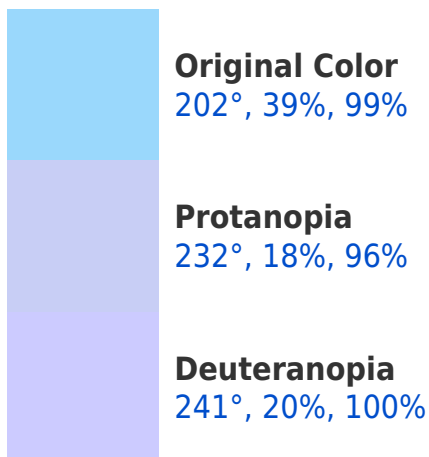 Original Color
202°, 39%, 99%
Protanopia
232°, 18%, 96%
Deuteranopia
241°, 20%, 100%